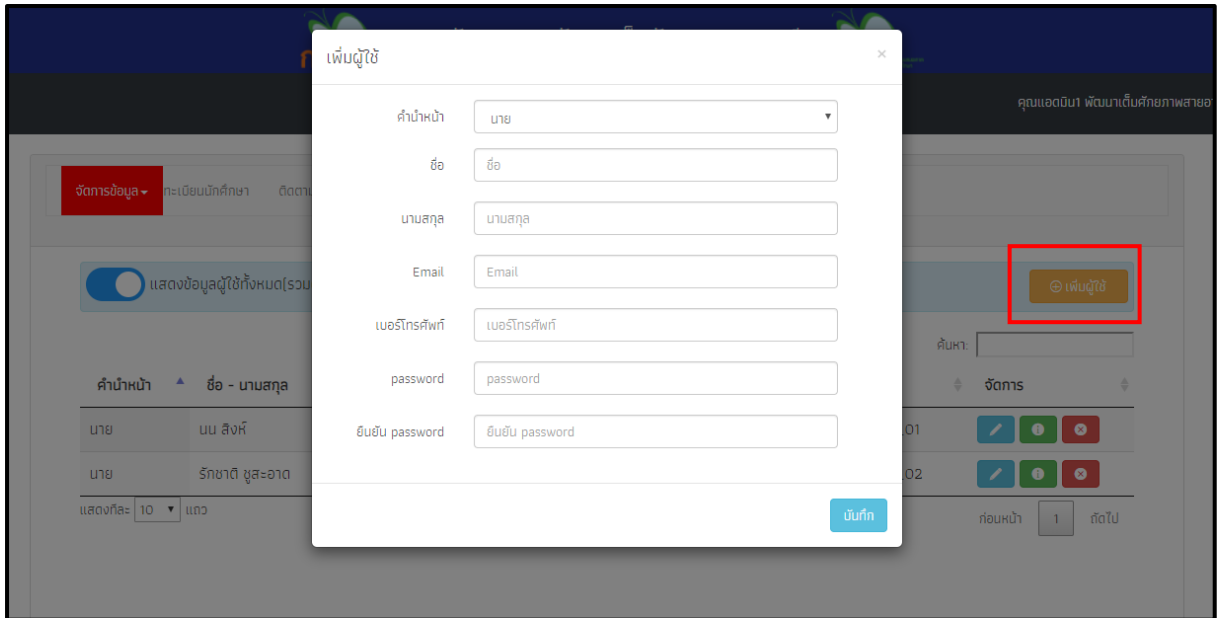 เพิ่มผู้ใช้ ×
คุณแอดมิน1 พัฒนาเต็มศักยภาพสายอา
คำนำหน้า นาย
ชื่อ ชื่อ
จัดการข้อมูล ทะเบียนนักศึกษา ติดตาม
นามสกุล นามสกุล
Email Email
แสดงข้อมูลผู้ใช้ทั้งหมด(รวม
เพิ่มผู้ใช้
เบอร์โทรศัพท์ เบอร์โทรศัพท์
ค้นหา:
password password
คำนำหน้า ชื่อ - นามสกุล จัดการ
ยืนยัน password ยืนยัน password
นาย นน สิงห์ 01
นาย รักชาติ ชูสะอาด 02
แสดงทีละ 10 แถว
บันทึก
ก่อนหน้า 1 ถัดไป